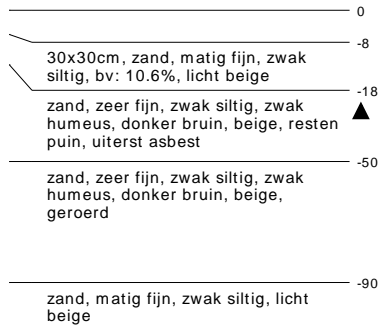 0
-8
30x30cm, zand, matig fijn, zwak
siltig, bv: 10.6%, licht beige
-18
zand, zeer fijn, zwak siltig, zwak
humeus, donker bruin, beige, resten
puin, uiterst asbest
-50
zand, zeer fijn, zwak siltig, zwak
humeus, donker bruin, beige,
geroerd
-90
zand, matig fijn, zwak siltig, licht
beige